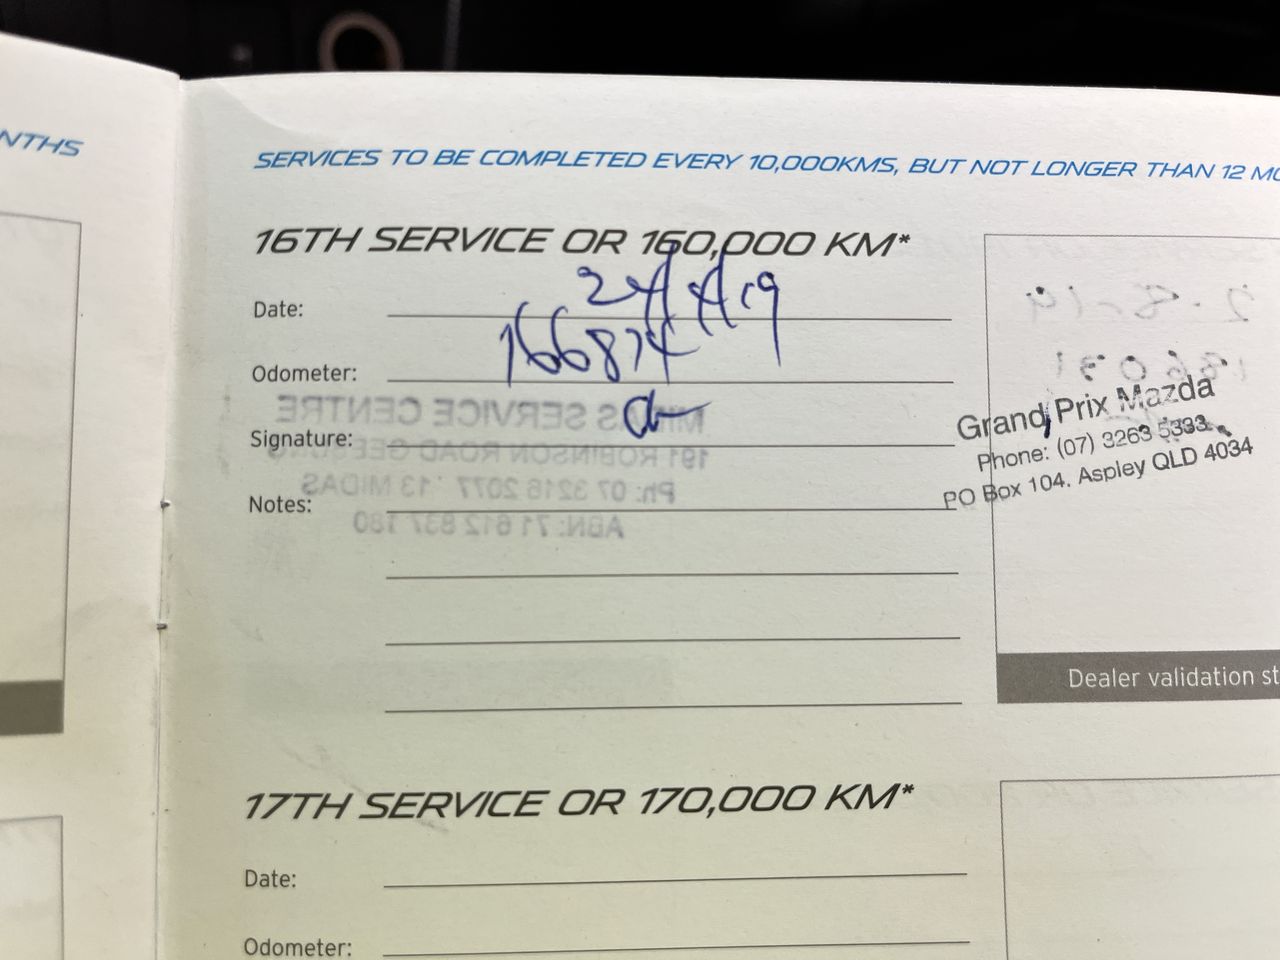 NTHS
SERVICES TO BE COMPLETED EVERY 10,000KMS, BUT NOT LONGER THAN 12 MO
16TH SERVICE OR 160,000 KM*
Date: 24/4/19
Odometer: 166874
Signature:
Notes:
Grand Prix Mazda
Phone: (07) 3263 5333
PO Box 104, Aspley QLD 4034
Dealer validation st
17TH SERVICE OR 170,000 KM*
Date:
Odometer: